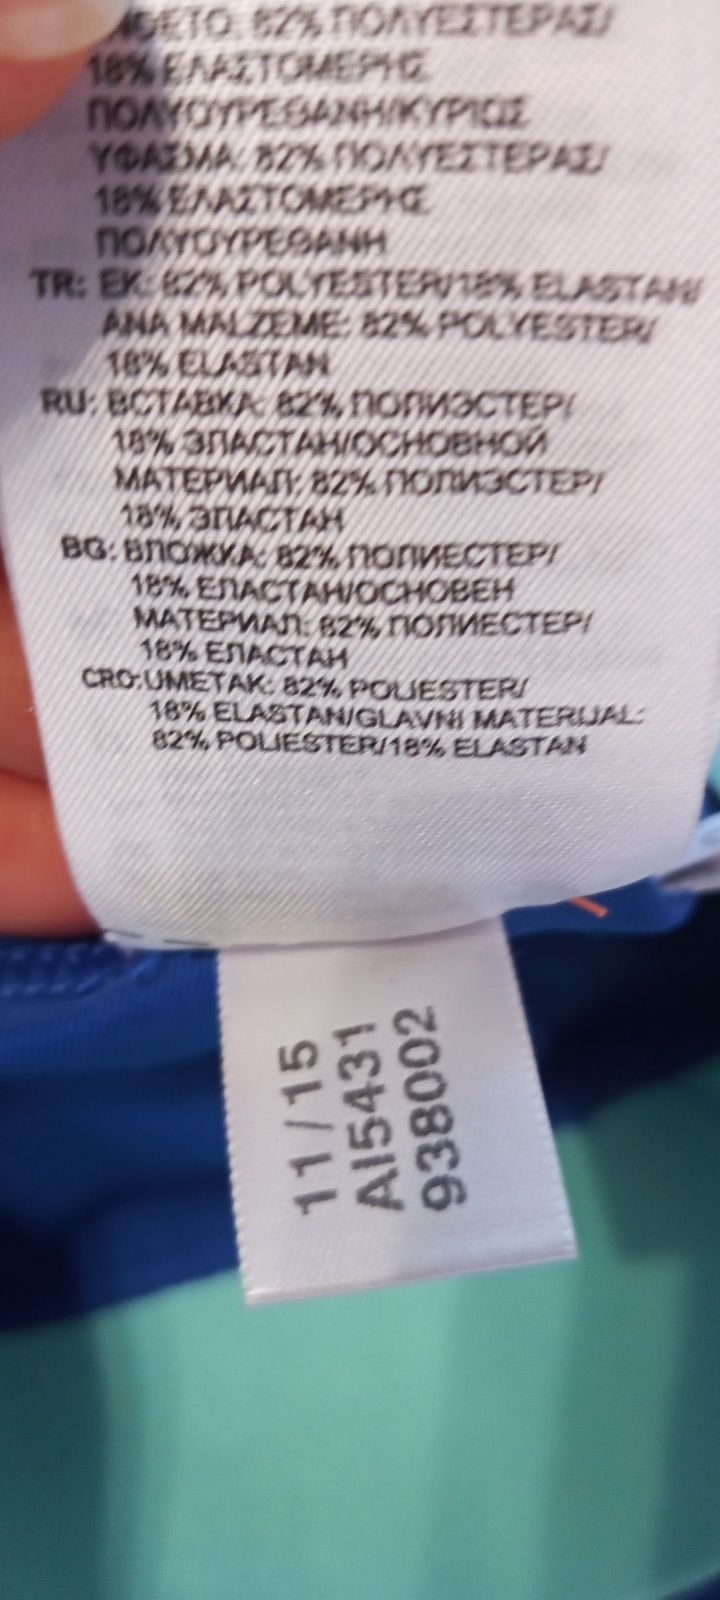 82% ΠΟΛΥΕΣΤΕΡΑΣ/
18% ΕΛΑΣΤΟΜΕΡΗΣ
ΠΟΛΥΟΥΡΕΘΑΝΗ/ΚΥΡΙΩΣ
ΥΦΑΣΜΑ: 82% ΠΟΛΥΕΣΤΕΡΑΣ/
18% ΕΛΑΣΤΟΜΕΡΗΣ
ΠΟΛΥΟΥΡΕΘΑΝΗ
TR: EK: 82% POLYESTER/18% ELASTAN/
ANA MALZEME: 82% POLYESTER/
18% ELASTAN
RU: ВСТАВКА: 82% ПОЛИЭСТЕР/
18% ЭЛАСТАН/ОСНОВНОЙ
МАТЕРИАЛ: 82% ПОЛИЭСТЕР/
18% ЭЛАСТАН
BG: ВЛОЖКА: 82% ПОЛИЕСТЕР/
18% ЕЛАСТАН/ОСНОВЕН
МАТЕРИАЛ: 82% ПОЛИЕСТЕР/
18% ЕЛАСТАН
CRO: UMETAK: 82% POLIESTER/
18% ELASTAN/GLAVNI MATERIJAL:
82% POLIESTER/18% ELASTAN
11/15
AI5431
938002